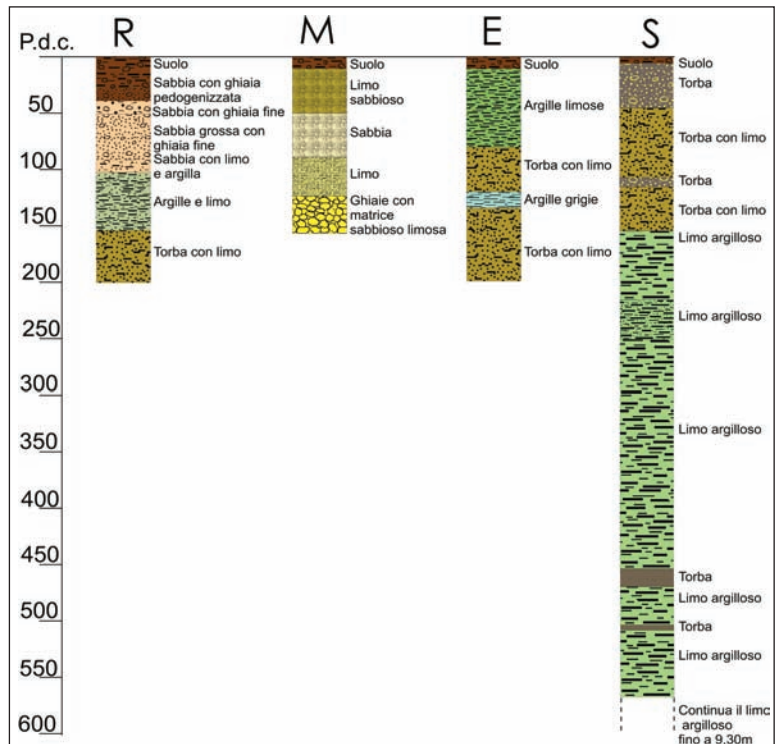 P.d.c.
R
M
E
S
50
100
150
200
250
300
350
400
450
500
550
600
Suolo
Sabbia con ghiaia
pedogenizzata
Sabbia con ghiaia fine
Sabbia grossa con
ghiaia fine
Sabbia con limo
e argilla
Argille e limo
Torba con limo
Suolo
Limo
sabbioso
Sabbia
Limo
Ghiaie con
matrice
sabbioso limosa
Suolo
Argille limose
Torba con limo
Argille grigie
Torba con limo
Suolo
Torba
Torba con limo
Torba
Torba con limo
Limo argilloso
Limo argilloso
Limo argilloso
Torba
Limo argilloso
Torba
Limo argilloso
Continua il limo
argilloso
fino a 9.30m